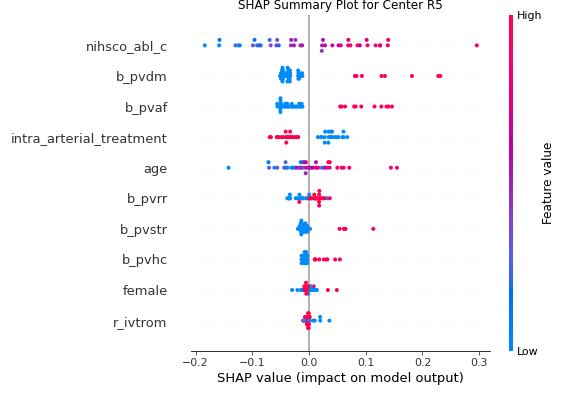 SHAP Summary Plot for Center R5
High
nihsco_abl_c
b_pvdm
b_pvaf
intra_arterial_treatment
age
b_pvrr
b_pvstr
b_pvhc
female
r_ivtrom
Feature value
Low
−0.2 −0.1 0.0 0.1 0.2 0.3
SHAP value (impact on model output)